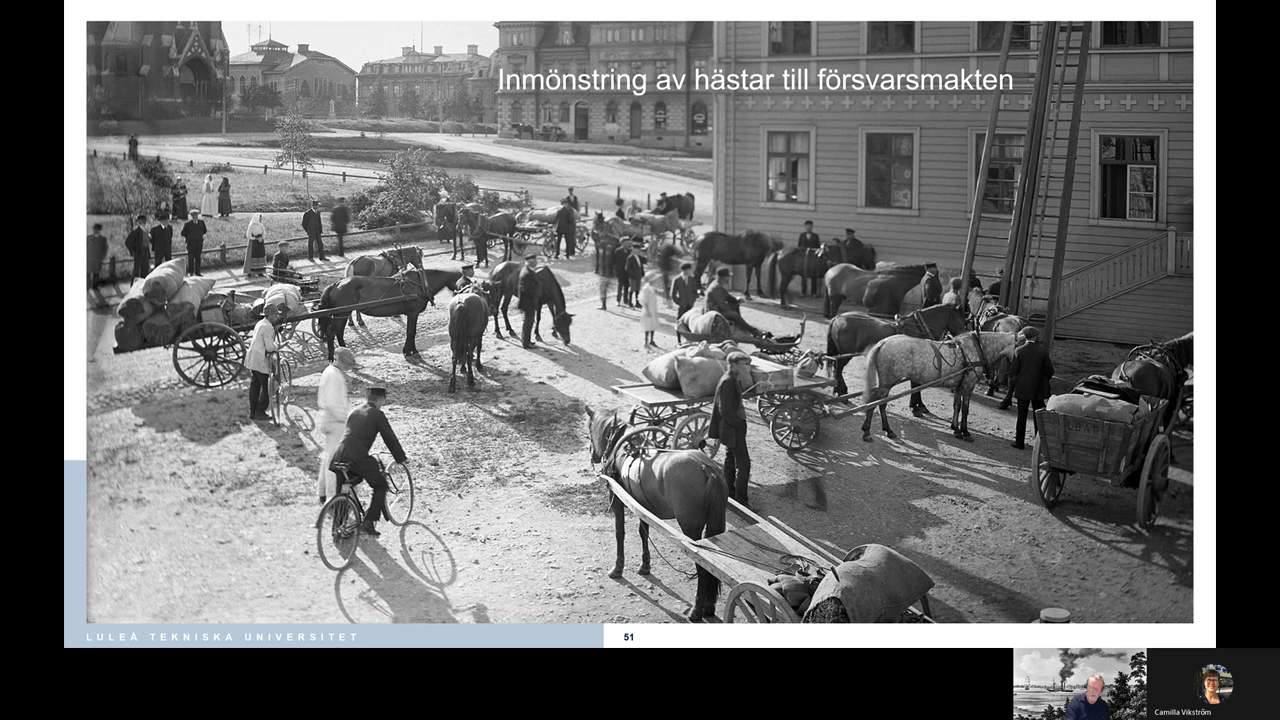 Inmönstring av hästar till försvarsmakten
LULEÅ TEKNISKA UNIVERSITET
51
Camilla Vikström